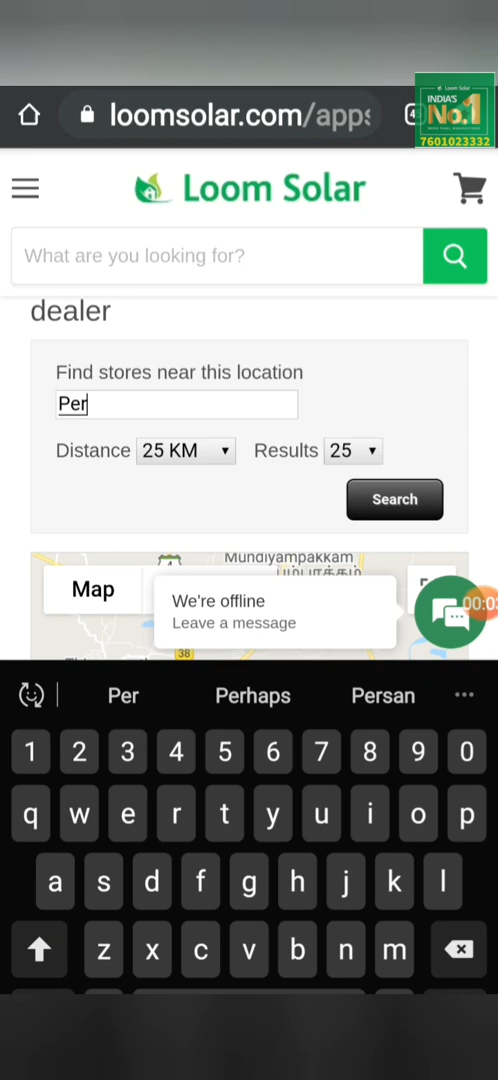 loomsolar.com/apps
Loom Solar
INDIA'S
No.1
7601023332
Loom Solar
What are you looking for?
dealer
Find stores near this location
Per
Distance 25 KM Results 25
Search
Mundiyampakkam
Map
We're offline
Leave a message
00:03
38
Per Perhaps Persan
1 2 3 4 5 6 7 8 9 0
q w e r t y u i o p
a s d f g h j k l
z x c v b n m